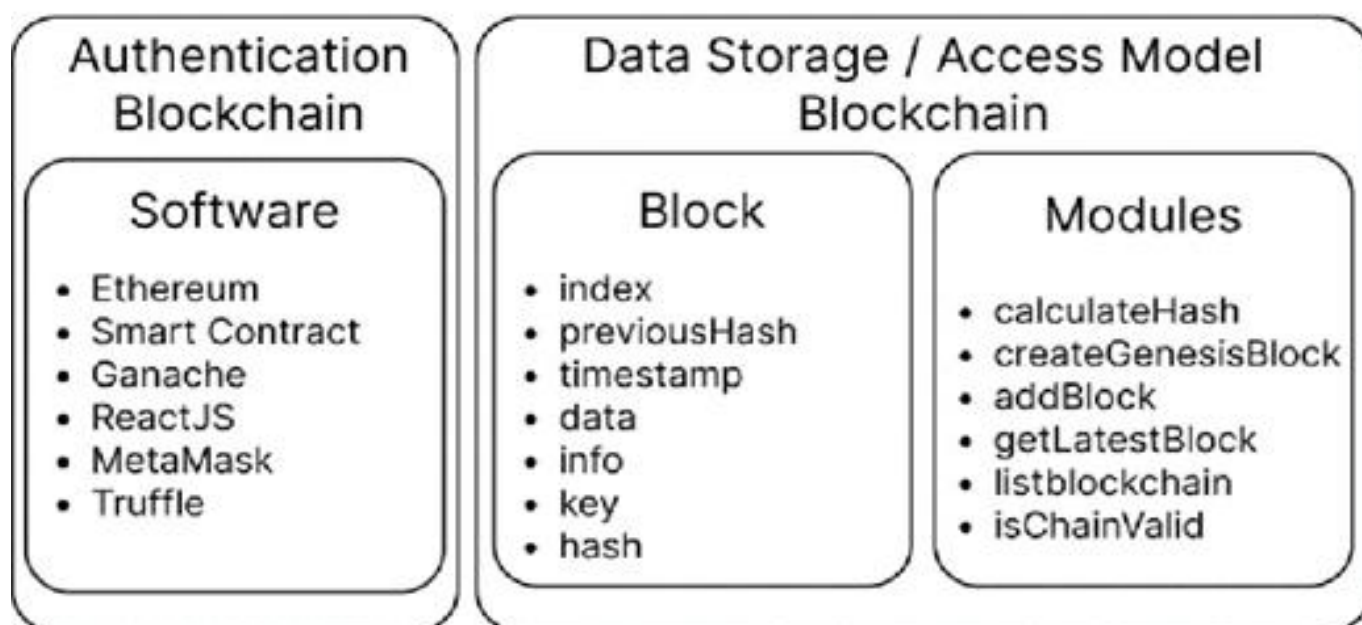 Authentication
Blockchain
Software
• Ethereum
• Smart Contract
• Ganache
• ReactJS
• MetaMask
• Truffle
Data Storage / Access Model
Blockchain
Block
• index
• previousHash
• timestamp
• data
• info
• key
• hash
Modules
• calculateHash
• createGenesisBlock
• addBlock
• getLatestBlock
• listblockchain
• isChainValid